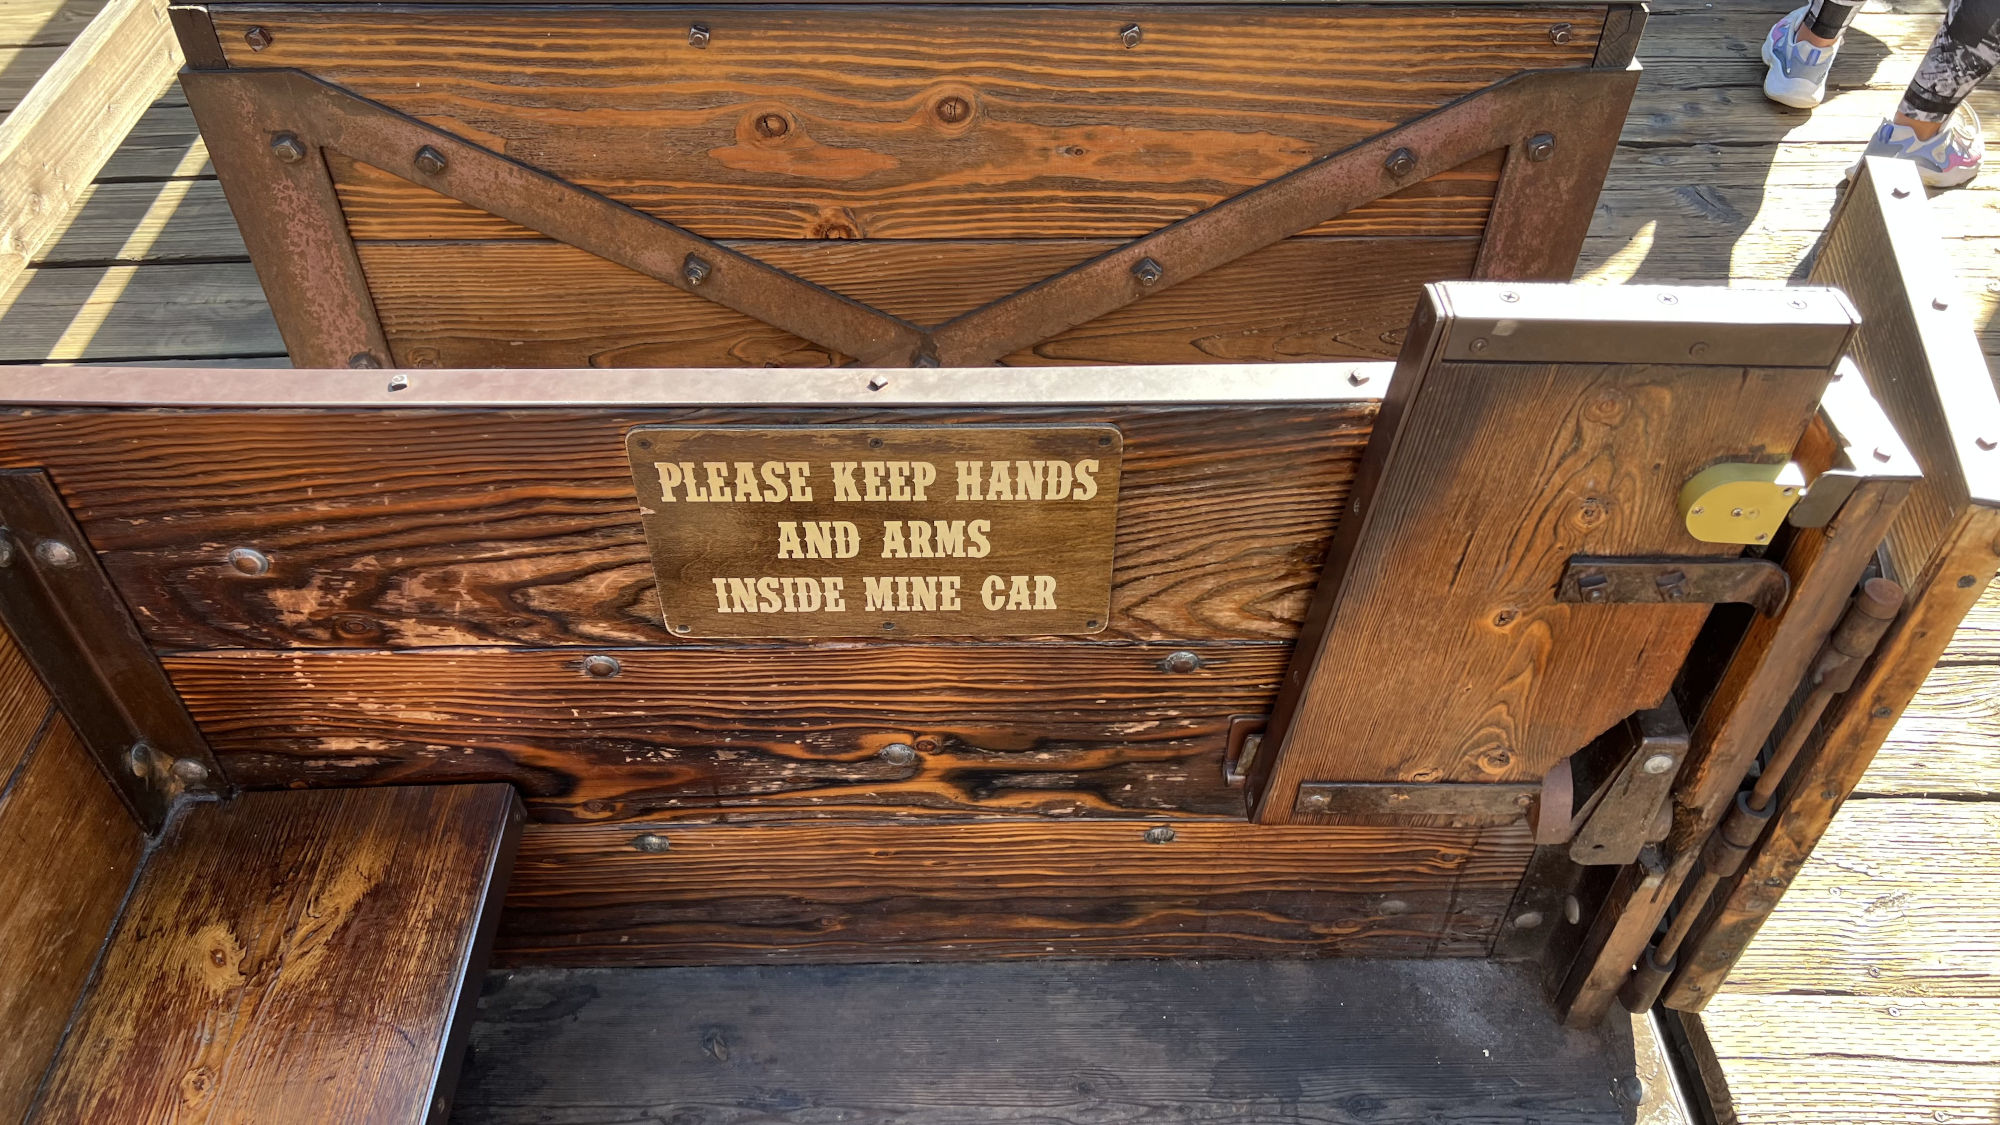 PLEASE KEEP HANDS
AND ARMS
INSIDE MINE CAR